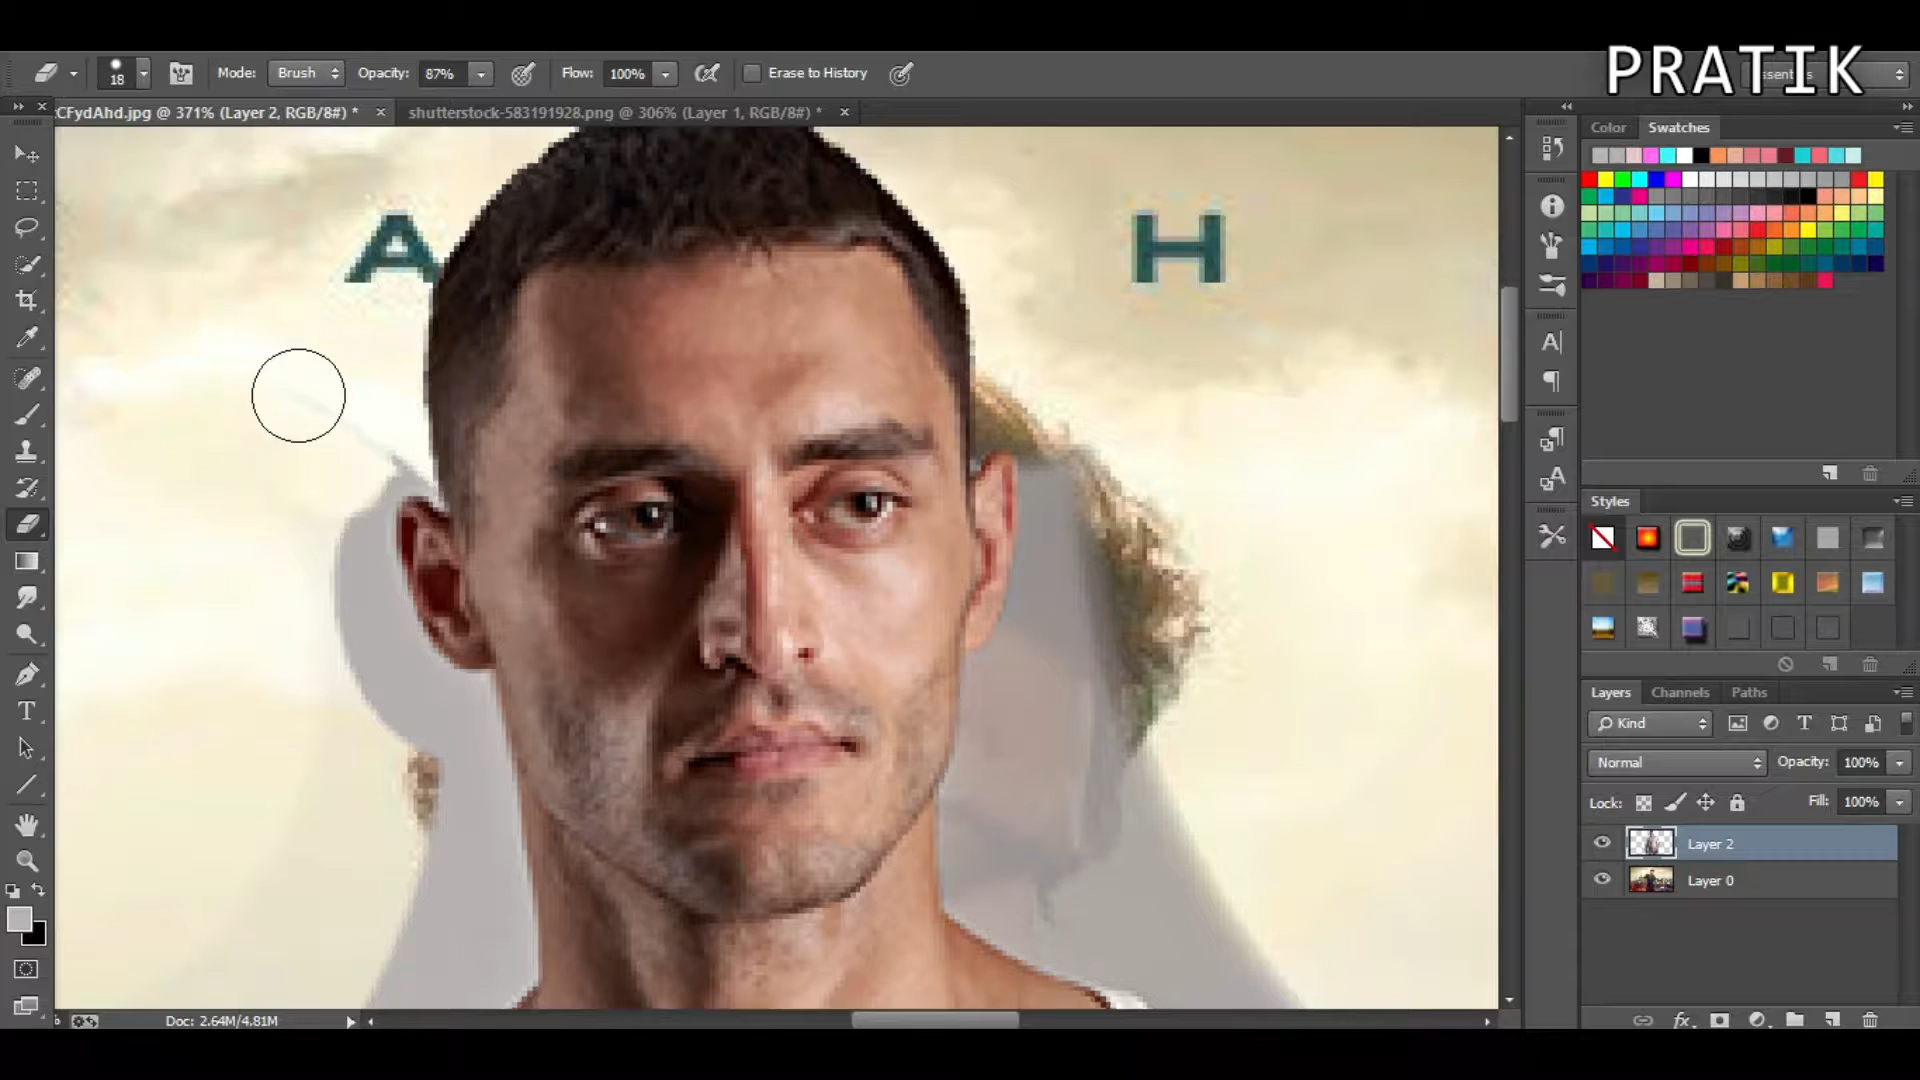 PRATIK
18
Mode:
Brush
Opacity:
87%
Flow:
100%
Erase to History
CFydAhd.jpg @ 371% (Layer 2, RGB/8#) *
shutterstock-583191928.png @ 306% (Layer 1, RGB/8#) *
Color
Swatches
A
H
Styles
Layers
Channels
Paths
Kind
Normal
Opacity:
100%
Lock:
Fill:
100%
Layer 2
Layer 0
Doc: 2.64M/4.81M